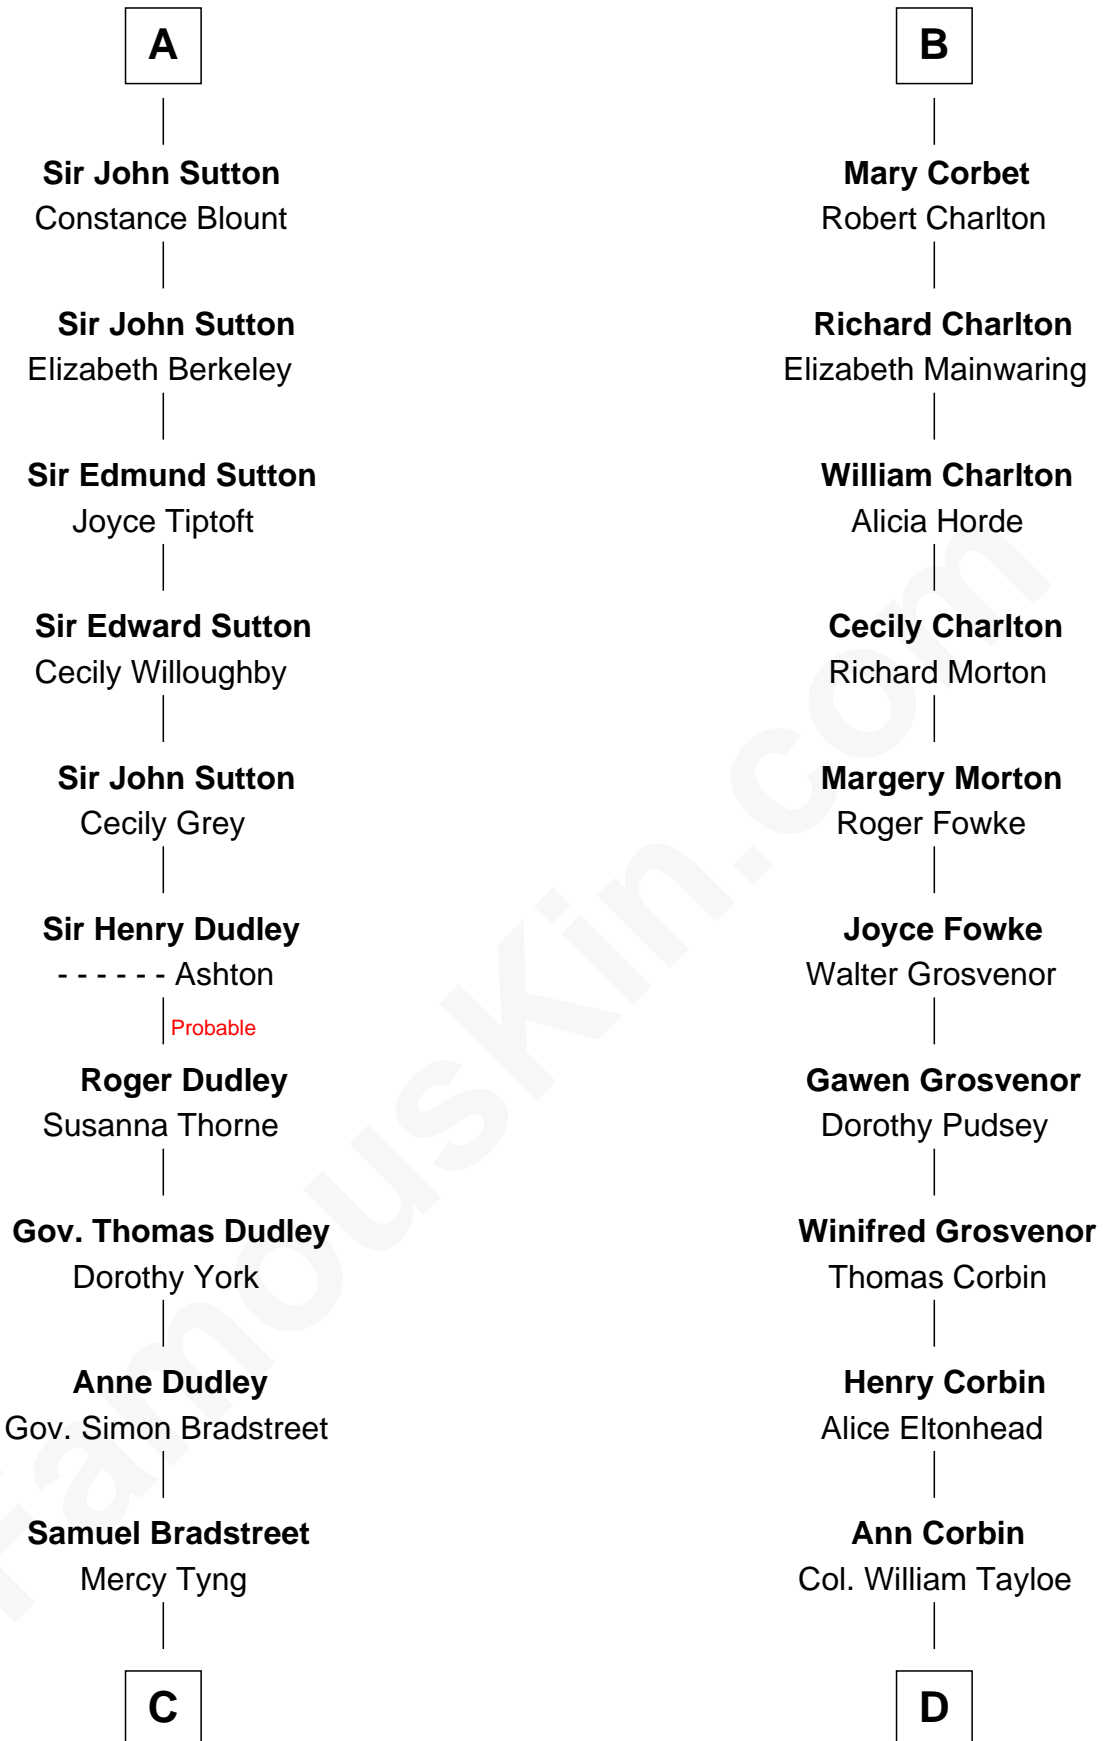 A
Sir John Sutton
Constance Blount
Sir John Sutton
Elizabeth Berkeley
Sir Edmund Sutton
Joyce Tiptoft
Sir Edward Sutton
Cecily Willoughby
Sir John Sutton
Cecily Grey
Sir Henry Dudley
- - - - - - Ashton
Probable
Roger Dudley
Susanna Thorne
Gov. Thomas Dudley
Dorothy York
Anne Dudley
Gov. Simon Bradstreet
Samuel Bradstreet
Mercy Tyng
C
B
Mary Corbet
Robert Charlton
Richard Charlton
Elizabeth Mainwaring
William Charlton
Alicia Horde
Cecily Charlton
Richard Morton
Margery Morton
Roger Fowke
Joyce Fowke
Walter Grosvenor
Gawen Grosvenor
Dorothy Pudsey
Winifred Grosvenor
Thomas Corbin
Henry Corbin
Alice Eltonhead
Ann Corbin
Col. William Tayloe
D
FamousKin.com